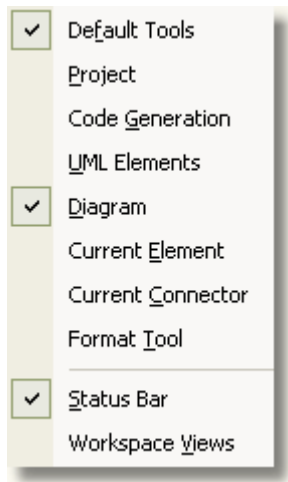 Default Tools
Project
Code Generation
UML Elements
Diagram
Current Element
Current Connector
Format Tool
Status Bar
Workspace Views